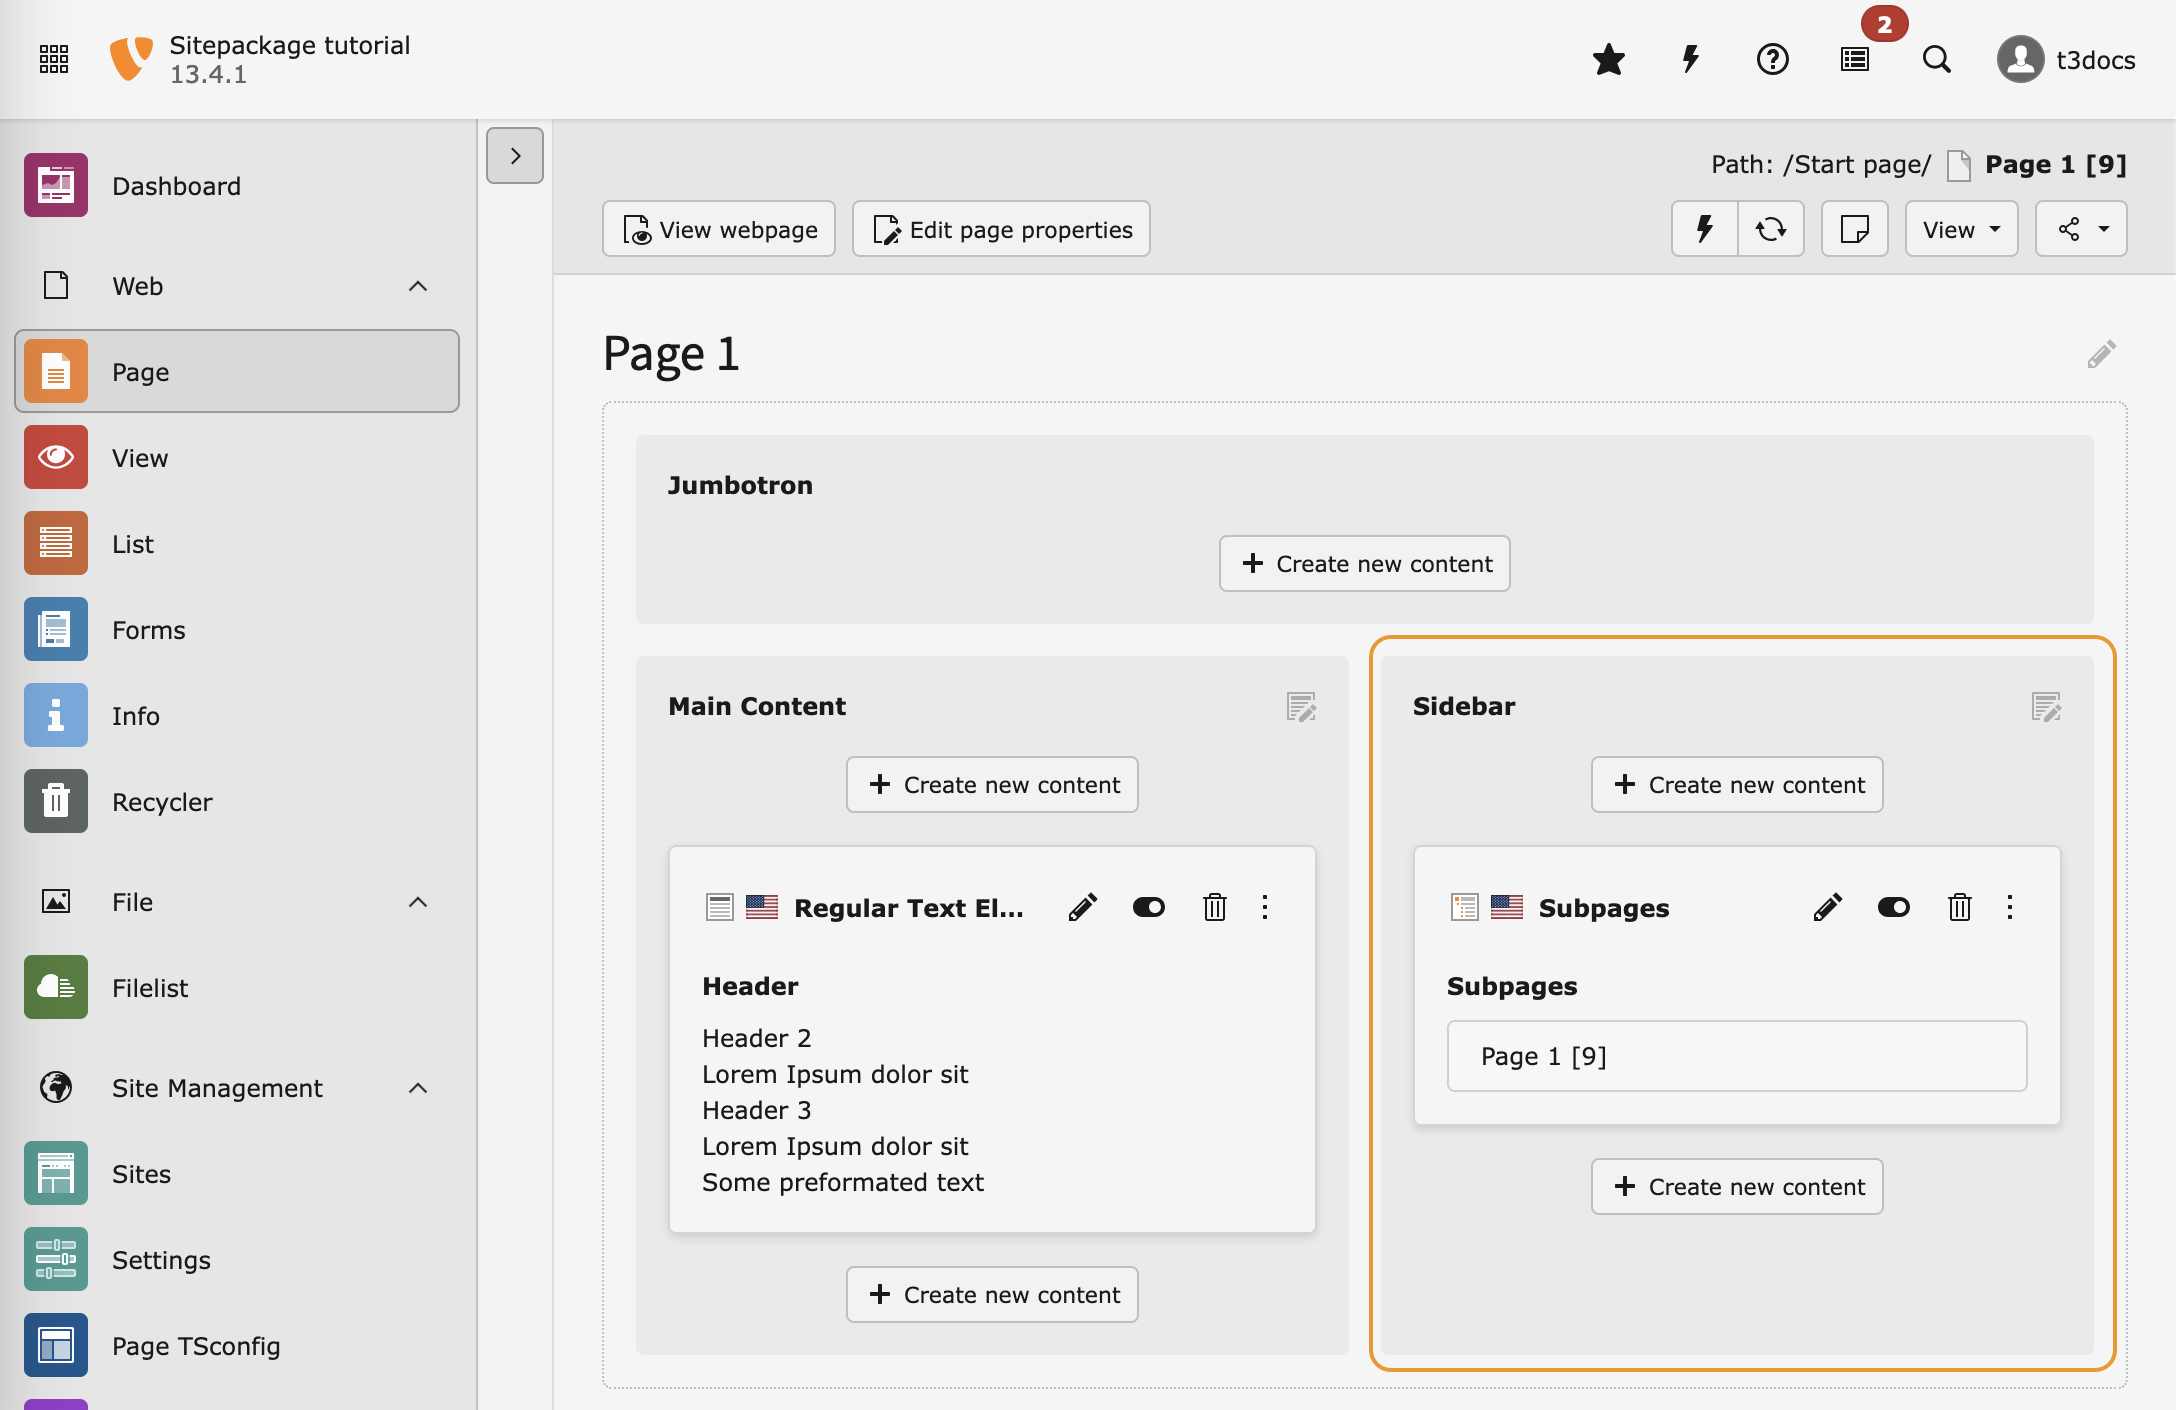 Sitepackage tutorial
13.4.1
2
t3docs
Dashboard
Web
Page
View
List
Forms
Info
Recycler
File
Filelist
Site Management
Sites
Settings
Page TSconfig
Path: /Start page/ Page 1 [9]
View webpage
Edit page properties
View
Page 1
Jumbotron
Create new content
Main Content
Create new content
Regular Text El...
Header
Header 2
Lorem Ipsum dolor sit
Header 3
Lorem Ipsum dolor sit
Some preformated text
Create new content
Sidebar
Create new content
Subpages
Subpages
Page 1 [9]
Create new content